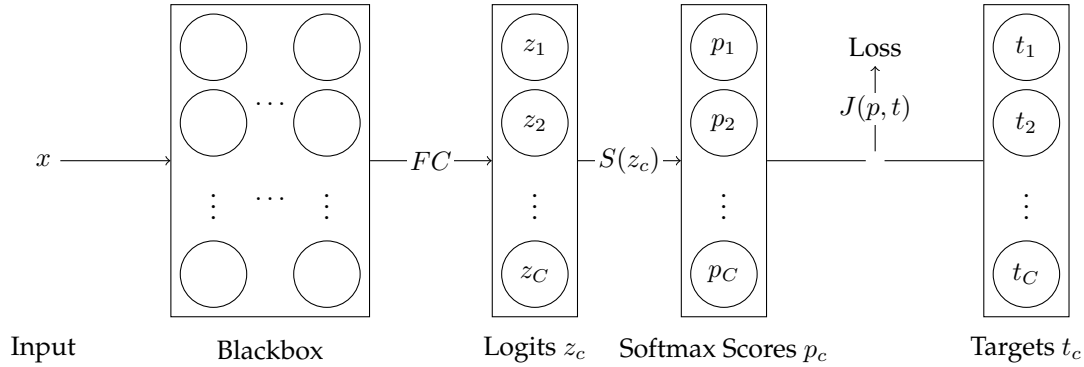 z_1 p_1 Loss t_1
… z_2 p_2 J(p, t) t_2
x FC S(z_c)
⋮ … ⋮ ⋮ ⋮ ⋮
z_C p_C t_C
Input Blackbox Logits z_c Softmax Scores p_c Targets t_c